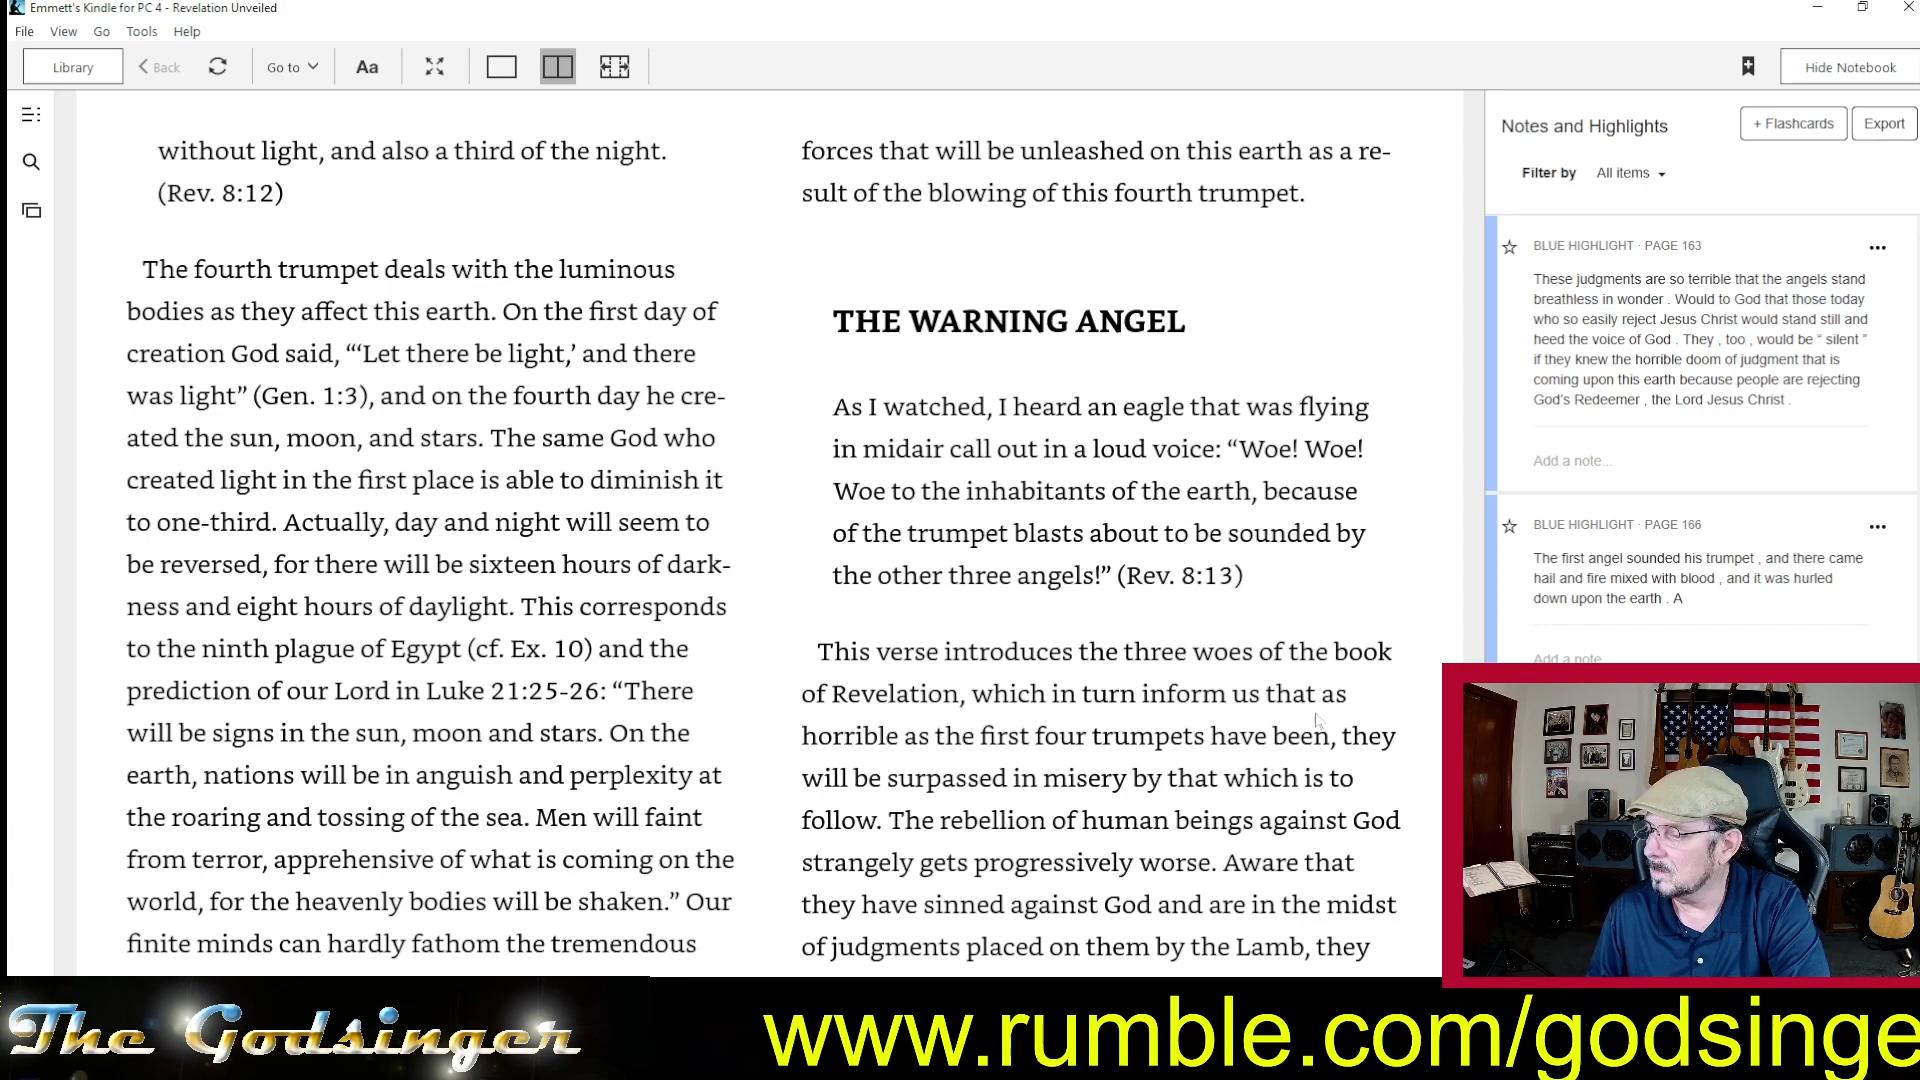 Emmett's Kindle for PC 4 - Revelation Unveiled
File View Go Tools Help
Library
Back
Go to
Aa
Hide Notebook
without light, and also a third of the night.
(Rev. 8:12)
The fourth trumpet deals with the luminous
bodies as they affect this earth. On the first day of
creation God said, “‘Let there be light,’ and there
was light” (Gen. 1:3), and on the fourth day he cre-
ated the sun, moon, and stars. The same God who
created light in the first place is able to diminish it
to one-third. Actually, day and night will seem to
be reversed, for there will be sixteen hours of dark-
ness and eight hours of daylight. This corresponds
to the ninth plague of Egypt (cf. Ex. 10) and the
prediction of our Lord in Luke 21:25-26: “There
will be signs in the sun, moon and stars. On the
earth, nations will be in anguish and perplexity at
the roaring and tossing of the sea. Men will faint
from terror, apprehensive of what is coming on the
world, for the heavenly bodies will be shaken.” Our
finite minds can hardly fathom the tremendous
forces that will be unleashed on this earth as a re-
sult of the blowing of this fourth trumpet.
THE WARNING ANGEL
As I watched, I heard an eagle that was flying
in midair call out in a loud voice: “Woe! Woe!
Woe to the inhabitants of the earth, because
of the trumpet blasts about to be sounded by
the other three angels!” (Rev. 8:13)
This verse introduces the three woes of the book
of Revelation, which in turn inform us that as
horrible as the first four trumpets have been, they
will be surpassed in misery by that which is to
follow. The rebellion of human beings against God
strangely gets progressively worse. Aware that
they have sinned against God and are in the midst
of judgments placed on them by the Lamb, they
Notes and Highlights
+ Flashcards
Export
Filter by All items
BLUE HIGHLIGHT · PAGE 163
These judgments are so terrible that the angels stand
breathless in wonder . Would to God that those today
who so easily reject Jesus Christ would stand still and
heed the voice of God . They , too , would be “ silent ”
if they knew the horrible doom of judgment that is
coming upon this earth because people are rejecting
God’s Redeemer , the Lord Jesus Christ .
Add a note...
BLUE HIGHLIGHT · PAGE 166
The first angel sounded his trumpet , and there came
hail and fire mixed with blood , and it was hurled
down upon the earth . A
Add a note
The Godsinger
www.rumble.com/godsinge